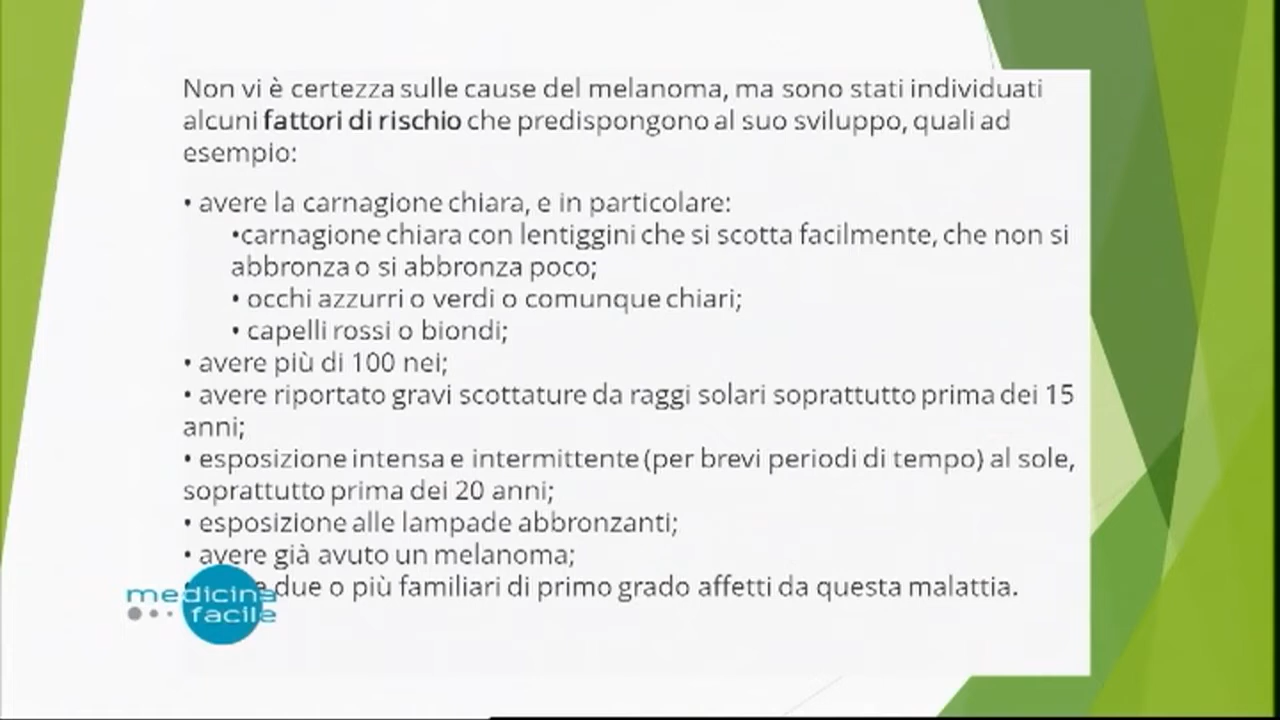 Non vi è certezza sulle cause del melanoma, ma sono stati individuati
alcuni fattori di rischio che predispongono al suo sviluppo, quali ad
esempio:
• avere la carnagione chiara, e in particolare:
•carnagione chiara con lentiggini che si scotta facilmente, che non si
abbronza o si abbronza poco;
• occhi azzurri o verdi o comunque chiari;
• capelli rossi o biondi;
• avere più di 100 nei;
• avere riportato gravi scottature da raggi solari soprattutto prima dei 15
anni;
• esposizione intensa e intermittente (per brevi periodi di tempo) al sole,
soprattutto prima dei 20 anni;
• esposizione alle lampade abbronzanti;
• avere già avuto un melanoma;
due o più familiari di primo grado affetti da questa malattia.
medicina
facile